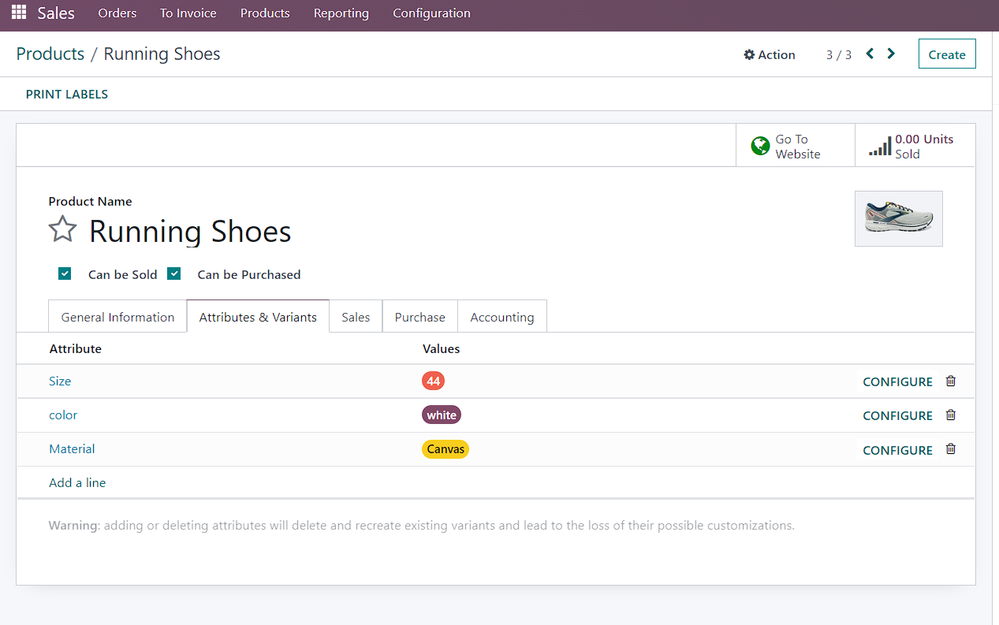 Sales Orders To Invoice Products Reporting Configuration
Products / Running Shoes Action 3 / 3 Create
PRINT LABELS
Go To
Website
0.00 Units
Sold
Product Name
Running Shoes
Can be Sold Can be Purchased
General Information Attributes & Variants Sales Purchase Accounting
Attribute Values
Size 44 CONFIGURE
color white CONFIGURE
Material Canvas CONFIGURE
Add a line
Warning: adding or deleting attributes will delete and recreate existing variants and lead to the loss of their possible customizations.